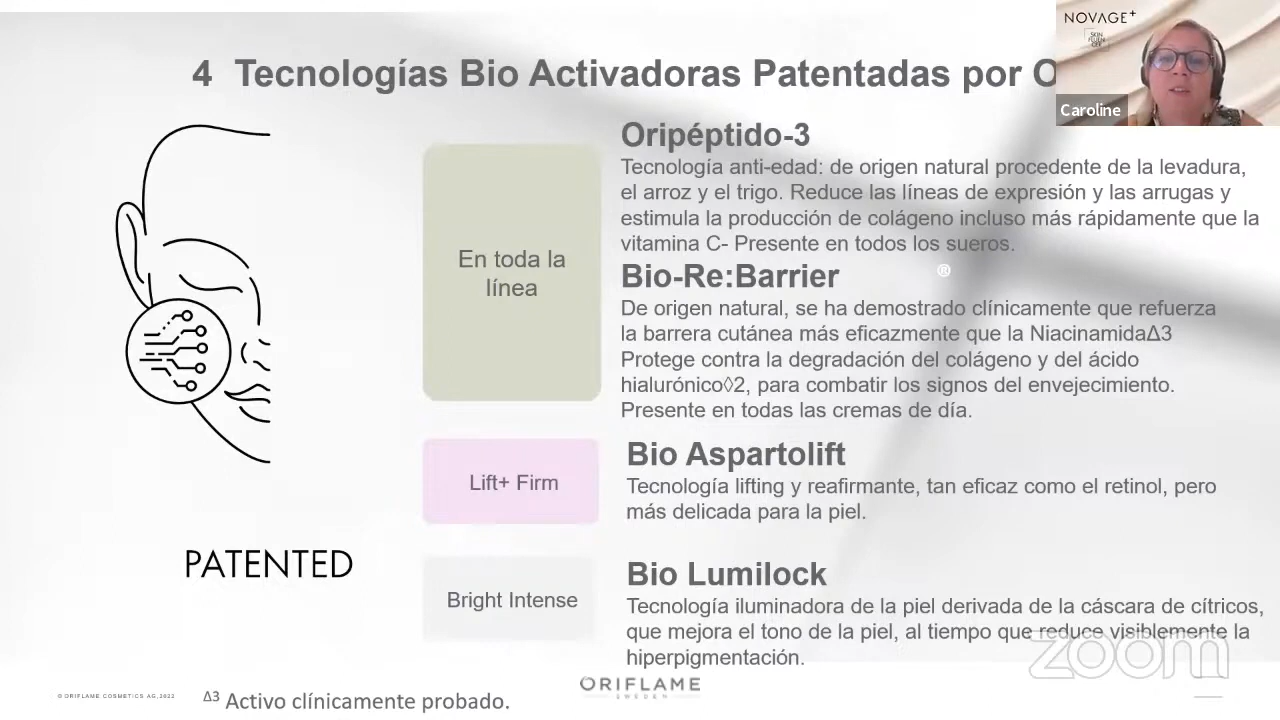 NOVAGE+
SKIN
FLUEN
CER
Caroline
4 Tecnologías Bio Activadoras Patentadas por O
Oripéptido-3
Tecnología anti-edad: de origen natural procedente de la levadura,
el arroz y el trigo. Reduce las líneas de expresión y las arrugas y
estimula la producción de colágeno incluso más rápidamente que la
vitamina C- Presente en todos los sueros.
En toda la
línea
Bio-Re:Barrier ®
De origen natural, se ha demostrado clínicamente que refuerza
la barrera cutánea más eficazmente que la NiacinamidaΔ3
Protege contra la degradación del colágeno y del ácido
hialurónico◊2, para combatir los signos del envejecimiento.
Presente en todas las cremas de día.
Lift+ Firm
Bio Aspartolift
Tecnología lifting y reafirmante, tan eficaz como el retinol, pero
más delicada para la piel.
PATENTED
Bright Intense
Bio Lumilock
Tecnología iluminadora de la piel derivada de la cáscara de cítricos,
que mejora el tono de la piel, al tiempo que reduce visiblemente la
hiperpigmentación.
zoom
© ORIFLAME COSMETICS AG, 2022
Δ3 Activo clínicamente probado.
ORIFLAME
SWEDEN